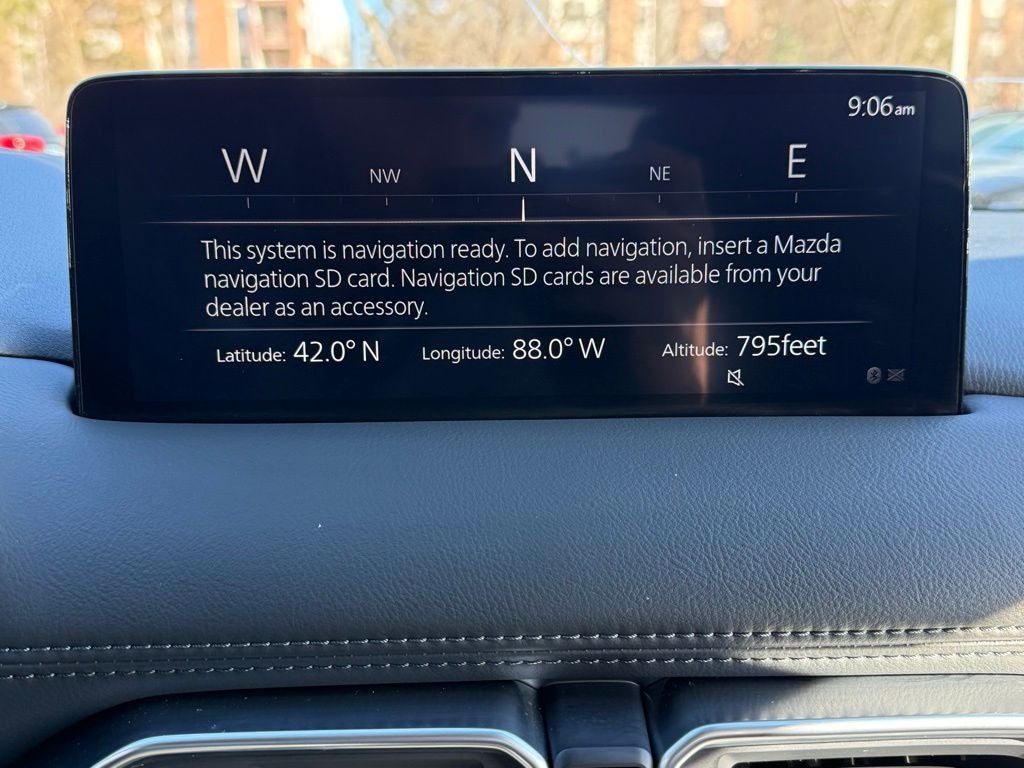 9:06am
W NW N NE E
This system is navigation ready. To add navigation, insert a Mazda
navigation SD card. Navigation SD cards are available from your
dealer as an accessory.
Latitude: 42.0° N Longitude: 88.0° W Altitude: 795feet